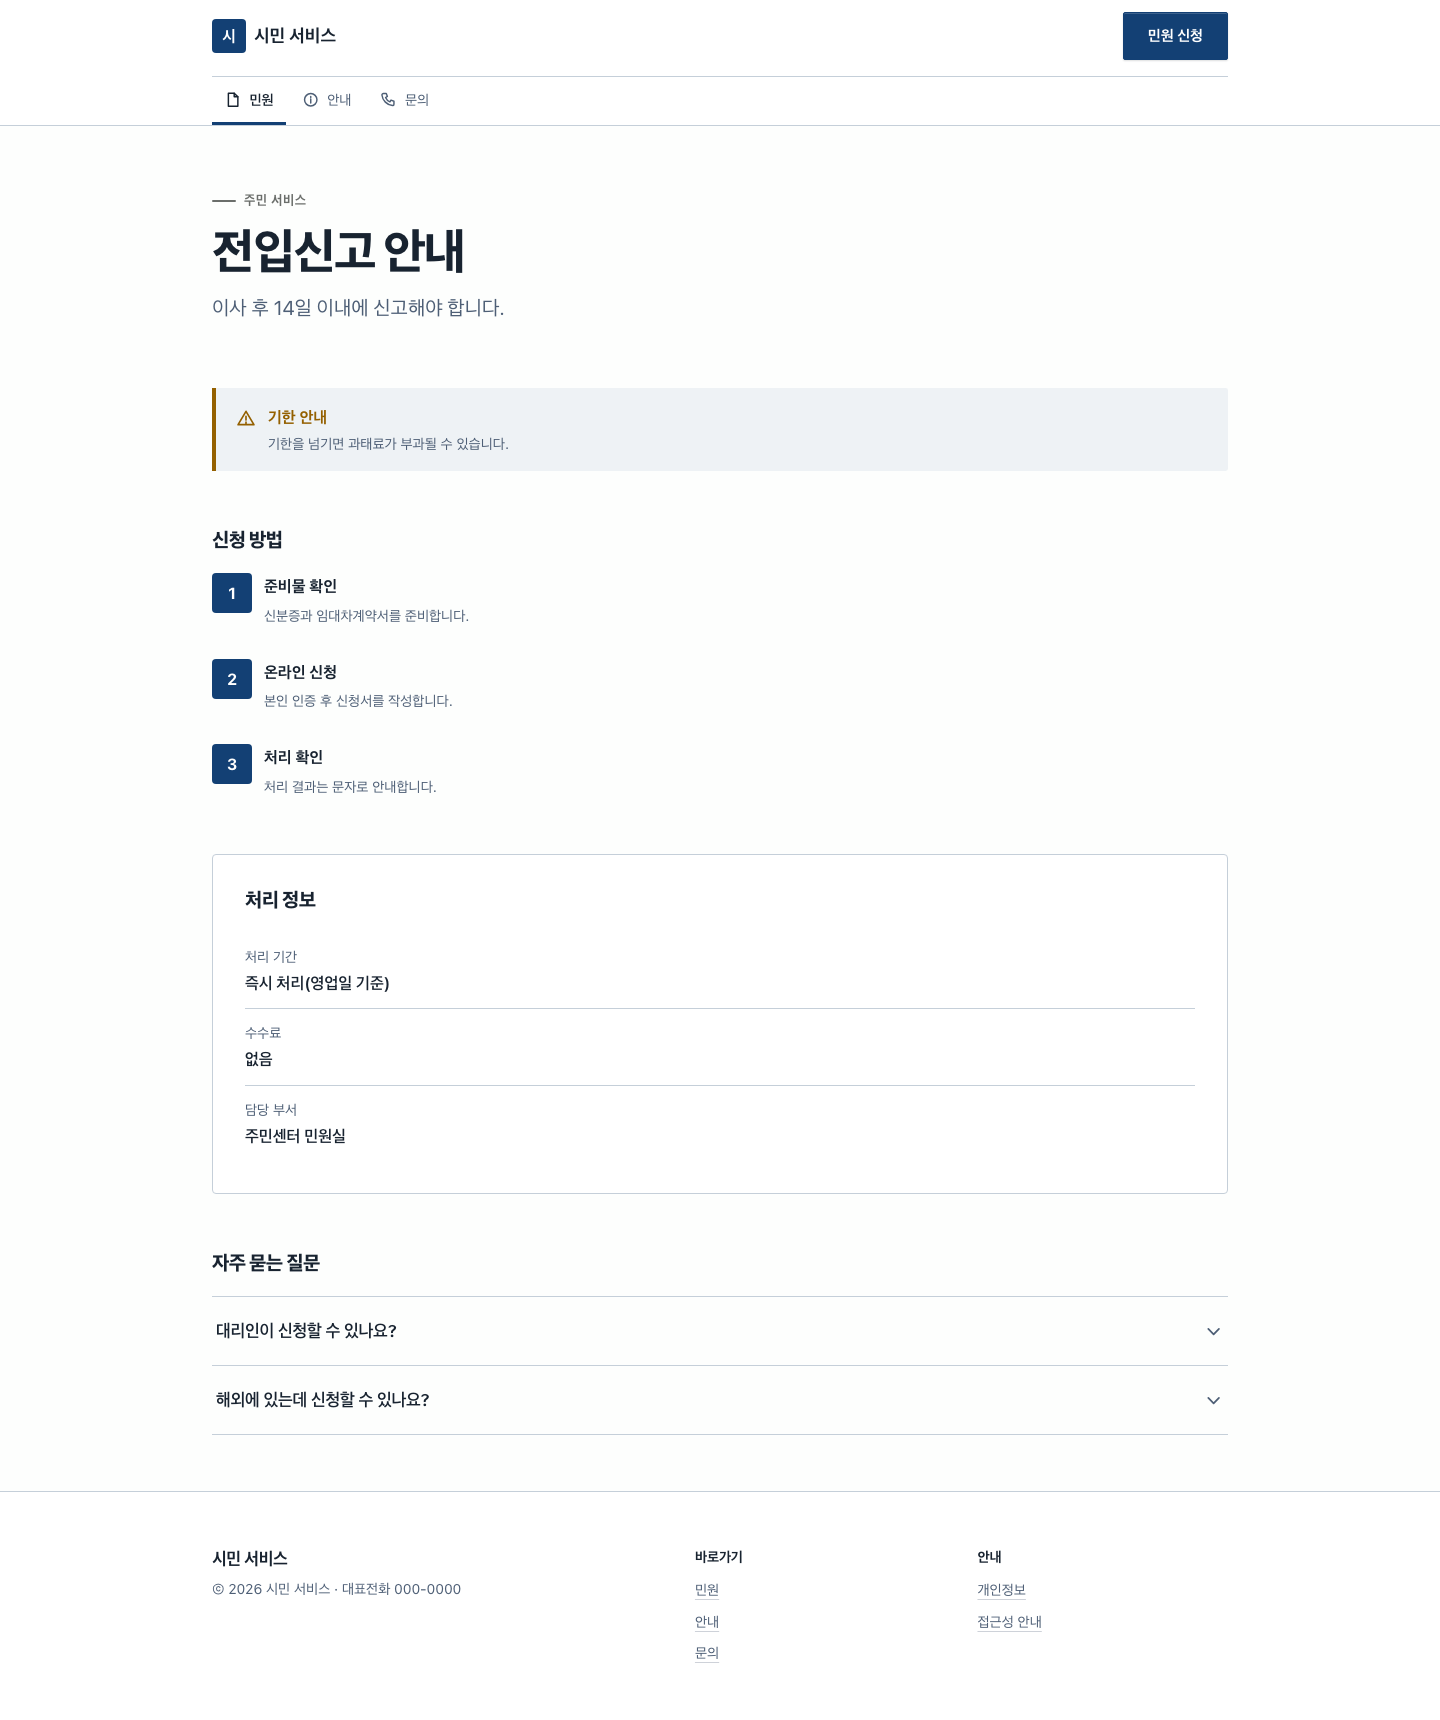 시 시민 서비스
민원 신청
민원
안내
문의
주민 서비스
전입신고 안내
이사 후 14일 이내에 신고해야 합니다.
기한 안내
기한을 넘기면 과태료가 부과될 수 있습니다.
신청 방법
1
준비물 확인
신분증과 임대차계약서를 준비합니다.
2
온라인 신청
본인 인증 후 신청서를 작성합니다.
3
처리 확인
처리 결과는 문자로 안내합니다.
처리 정보
처리 기간
즉시 처리(영업일 기준)
수수료
없음
담당 부서
주민센터 민원실
자주 묻는 질문
대리인이 신청할 수 있나요?
해외에 있는데 신청할 수 있나요?
시민 서비스
© 2026 시민 서비스 · 대표전화 000-0000
바로가기
민원
안내
문의
안내
개인정보
접근성 안내